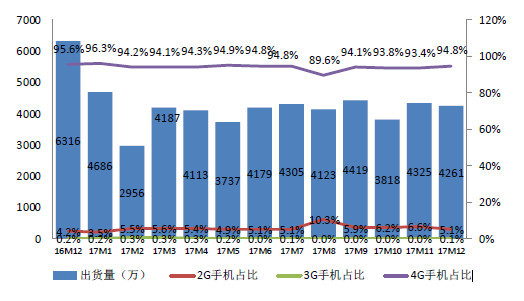 7000
6000
5000
4000
3000
2000
1000
0
120%
100%
80%
60%
40%
20%
0%
95.6% 96.3% 94.2% 94.1% 94.3% 94.9% 94.8% 94.8% 89.6% 94.1% 93.8% 93.4% 94.8%
6316 4686 2956 4187 4113 3737 4179 4305 4123 4419 3818 4325 4261
4.2% 3.5% 5.5% 5.6% 5.4% 4.9% 5.1% 5.1% 10.3% 5.9% 6.2% 6.6% 5.1%
0.2% 0.2% 0.3% 0.3% 0.3% 0.2% 0.0% 0.1% 0.0% 0.0% 0.0% 0.0% 0.1%
16M12 17M1 17M2 17M3 17M4 17M5 17M6 17M7 17M8 17M9 17M10 17M11 17M12
出货量（万） 2G手机占比 3G手机占比 4G手机占比